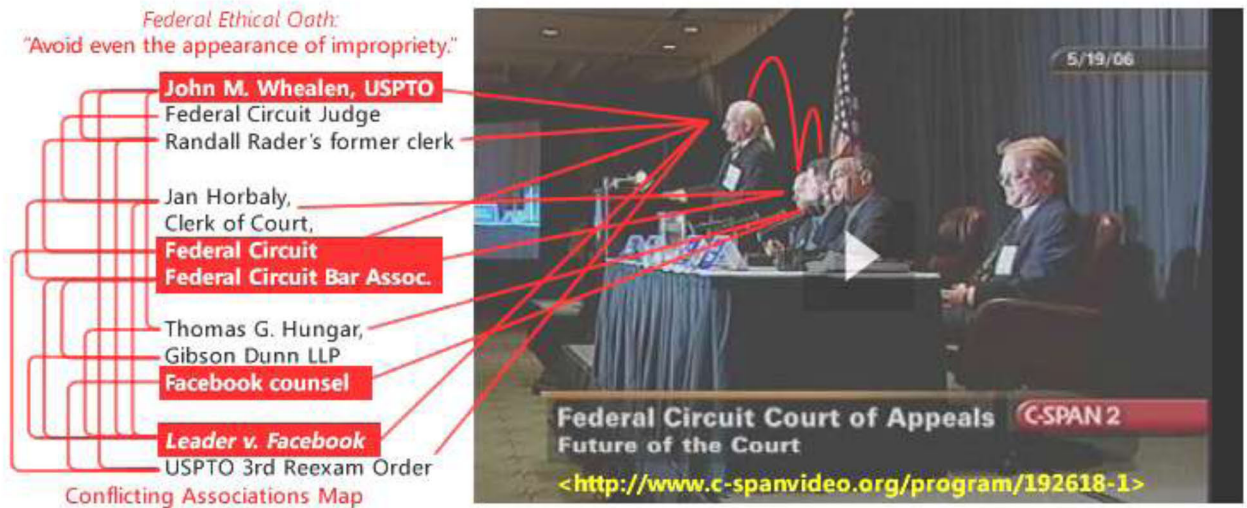 Federal Ethical Oath:
"Avoid even the appearance of impropriety."
John M. Whealen, USPTO
Federal Circuit Judge
Randall Rader's former clerk
Jan Horbaly,
Clerk of Court,
Federal Circuit
Federal Circuit Bar Assoc.
Thomas G. Hungar,
Gibson Dunn LLP
Facebook counsel
Leader v. Facebook
USPTO 3rd Reexam Order
Conflicting Associations Map
5/19/06
Federal Circuit Court of Appeals
C-SPAN 2
Future of the Court
<http://www.c-spanvideo.org/program/192618-1>